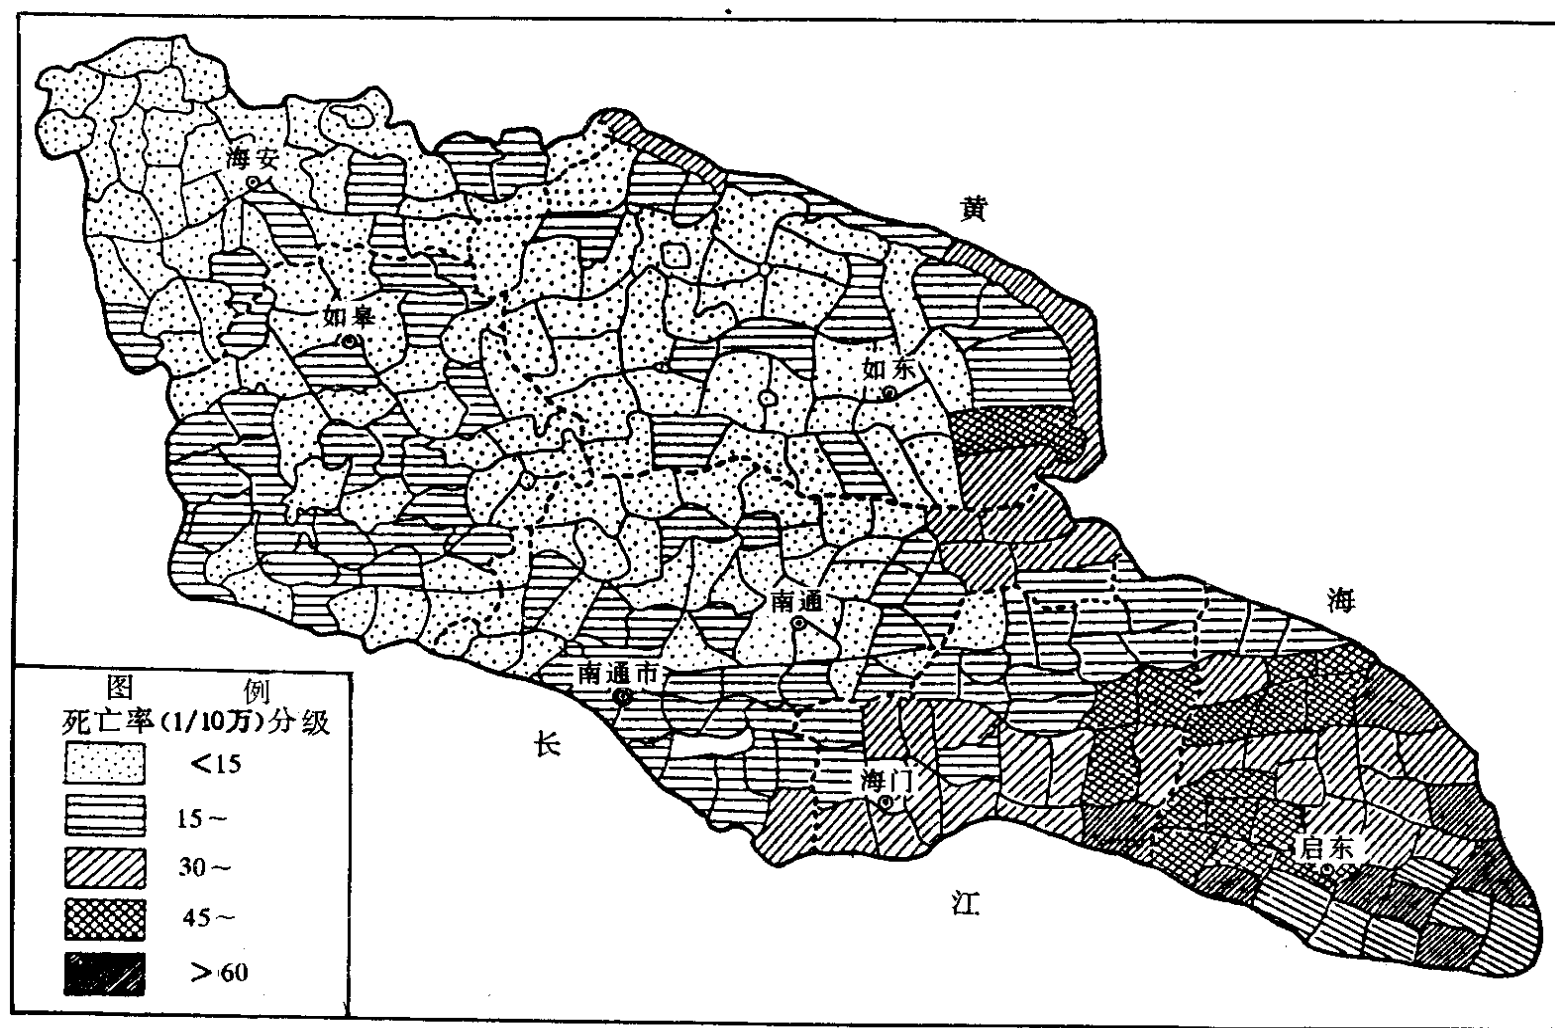 海安
黄
如皋
如东
海
南通
南通市
长
海门
启东
江
图 例
死亡率(1/10万)分级
<15
15~
30~
45~
>60